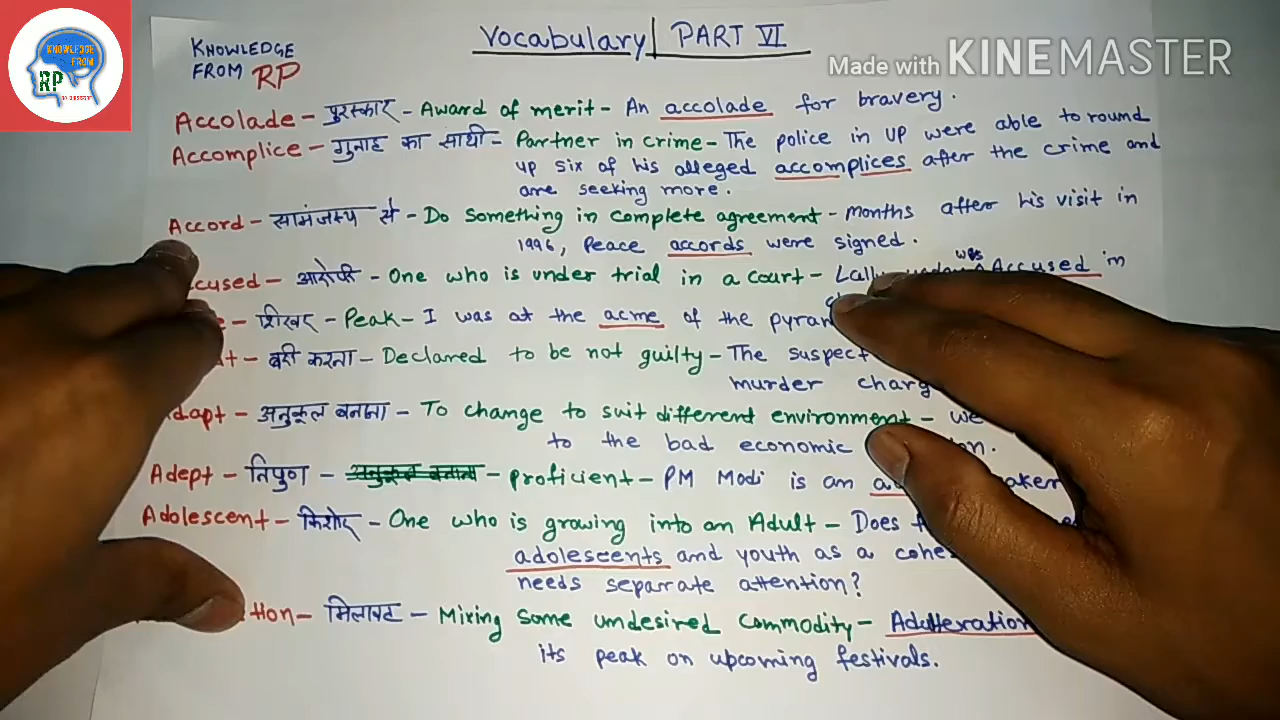 KNOWLEDGE FROM
RP
TO SUBSCRIBE
KNOWLEDGE
FROM RP
Vocabulary | PART VI
Made with KINEMASTER
Accolade - पुरस्कार - Award of merit - An accolade for bravery.
Accomplice - गुनाह का साथी - Partner in crime - The police in UP were able to round
up six of his alleged accomplices after the crime and
are seeking more.
Accord - सामंजस्य से - Do something in complete agreement - months after his visit in
1996, Peace accords were signed.
cused - आरोपी - One who is under trial in a court - was Accused in
- शिखर - Peak - I was at the acme of the
- बरी करना - Declared to be not guilty - The suspect
murder
dapt - अनुकूल बनाना - To change to suit different environment - we
to the bad economic
Adept - निपुण - अनुकूल बनाना - proficient - PM Modi is an
Adolescent - किशोर - One who is growing into an Adult - Does
adolescents and youth as a
needs separate attention?
tion - मिलावट - Mixing some undesired commodity - Adulteration
its peak on upcoming festivals.